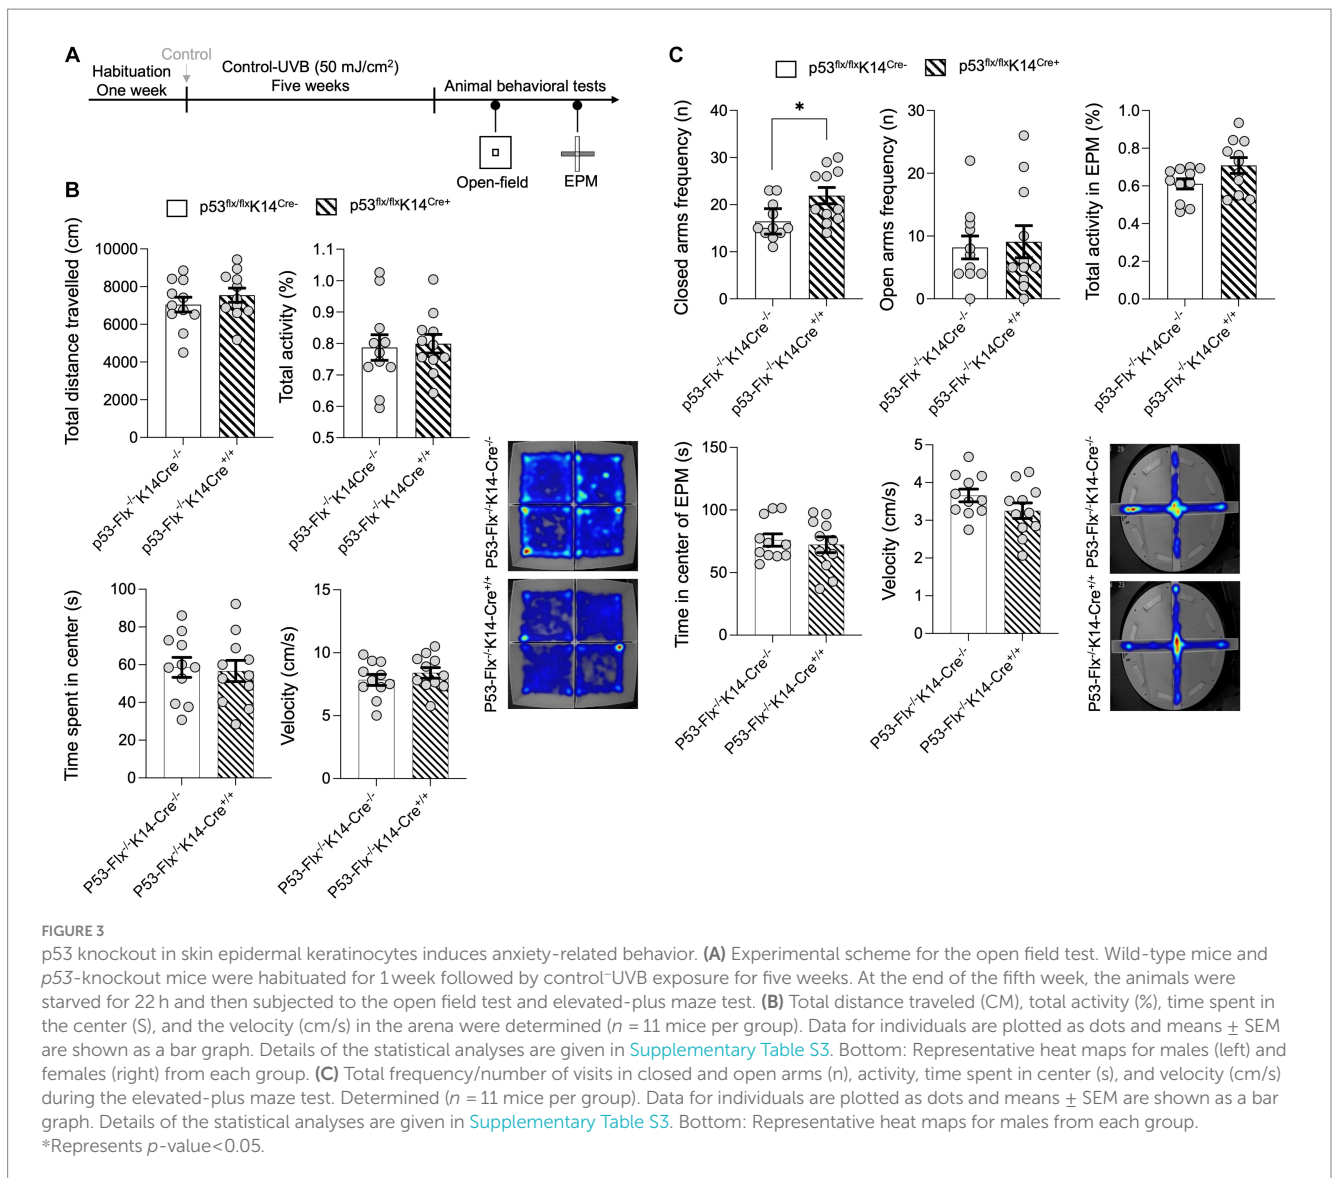 A
Control
Habituation
One week
Control-UVB (50 mJ/cm²)
Five weeks
Animal behavioral tests
Open-field
EPM
B
p53flx/flxK14Cre-
p53flx/flxK14Cre+
Total distance travelled (cm)
10000
8000
6000
4000
2000
0
p53-Flx-/-K14Cre-/-
p53-Flx-/-K14Cre+/+
Total activity (%)
1.1
1.0
0.9
0.8
0.7
0.6
0.5
p53-Flx-/-K14Cre-/-
p53-Flx-/-K14Cre+/+
P53-Flx-/-K14-Cre-/-
P53-Flx-/-K14-Cre+/+
Time spent in center (s)
100
80
60
40
20
0
P53-Flx-/-K14-Cre-/-
P53-Flx-/-K14-Cre+/+
Velocity (cm/s)
15
10
5
0
P53-Flx-/-K14-Cre-/-
P53-Flx-/-K14-Cre+/+
C
p53flx/flxK14Cre-
p53flx/flxK14Cre+
Closed arms frequency (n)
40
30
20
10
0
*
p53-Flx-/-K14Cre-/-
p53-Flx-/-K14Cre+/+
Open arms frequency (n)
30
20
10
0
p53-Flx-/-K14Cre-/-
p53-Flx-/-K14Cre+/+
Total activity in EPM (%)
1.0
0.8
0.6
0.4
0.2
0.0
p53-Flx-/-K14Cre-/-
p53-Flx-/-K14Cre+/+
Time in center of EPM (s)
150
100
50
0
P53-Flx-/-K14-Cre-/-
P53-Flx-/-K14-Cre+/+
Velocity (cm/s)
5
4
3
2
1
0
P53-Flx-/-K14-Cre-/-
P53-Flx-/-K14-Cre+/+
P53-Flx-/-K14-Cre-/-
P53-Flx-/-K14-Cre+/+
FIGURE 3
p53 knockout in skin epidermal keratinocytes induces anxiety-related behavior. (A) Experimental scheme for the open field test. Wild-type mice and
p53-knockout mice were habituated for 1 week followed by control-UVB exposure for five weeks. At the end of the fifth week, the animals were
starved for 22 h and then subjected to the open field test and elevated-plus maze test. (B) Total distance traveled (CM), total activity (%), time spent in
the center (S), and the velocity (cm/s) in the arena were determined (n = 11 mice per group). Data for individuals are plotted as dots and means ± SEM
are shown as a bar graph. Details of the statistical analyses are given in Supplementary Table S3. Bottom: Representative heat maps for males (left) and
females (right) from each group. (C) Total frequency/number of visits in closed and open arms (n), activity, time spent in center (s), and velocity (cm/s)
during the elevated-plus maze test. Determined (n = 11 mice per group). Data for individuals are plotted as dots and means ± SEM are shown as a bar
graph. Details of the statistical analyses are given in Supplementary Table S3. Bottom: Representative heat maps for males from each group.
*Represents p-value<0.05.